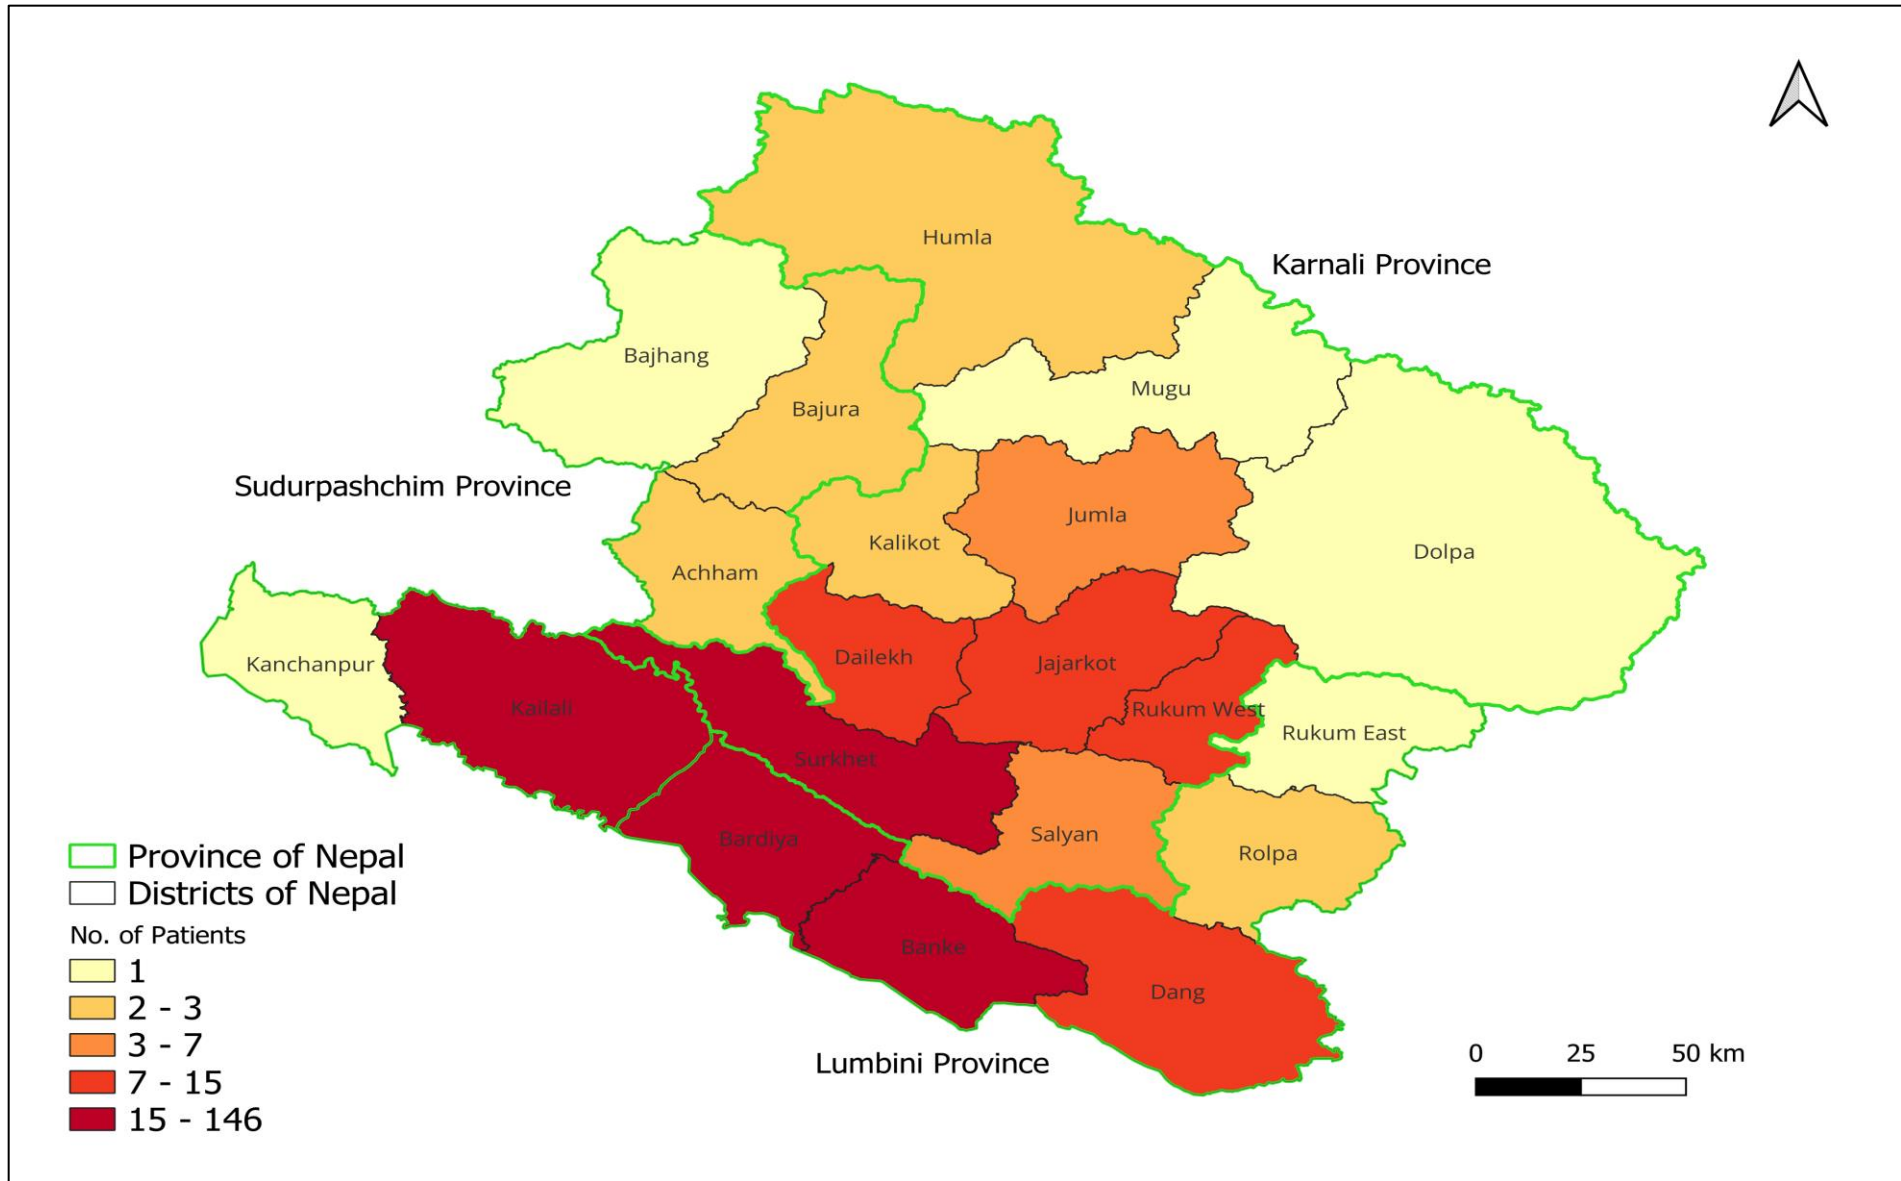 Humla
Karnali Province
Bajhang
Mugu
Bajura
Sudurpashchim Province
Jumla
Kalikot
Dolpa
Achham
Dailekh
Kanchanpur
Jajarkot
Kailali
Rukum West
Rukum East
Surkhet
Bardiya
Salyan
Rolpa
Banke
Dang
Lumbini Province
Province of Nepal
Districts of Nepal
No. of Patients
1
2 - 3
3 - 7
7 - 15
15 - 146
0 25 50 km